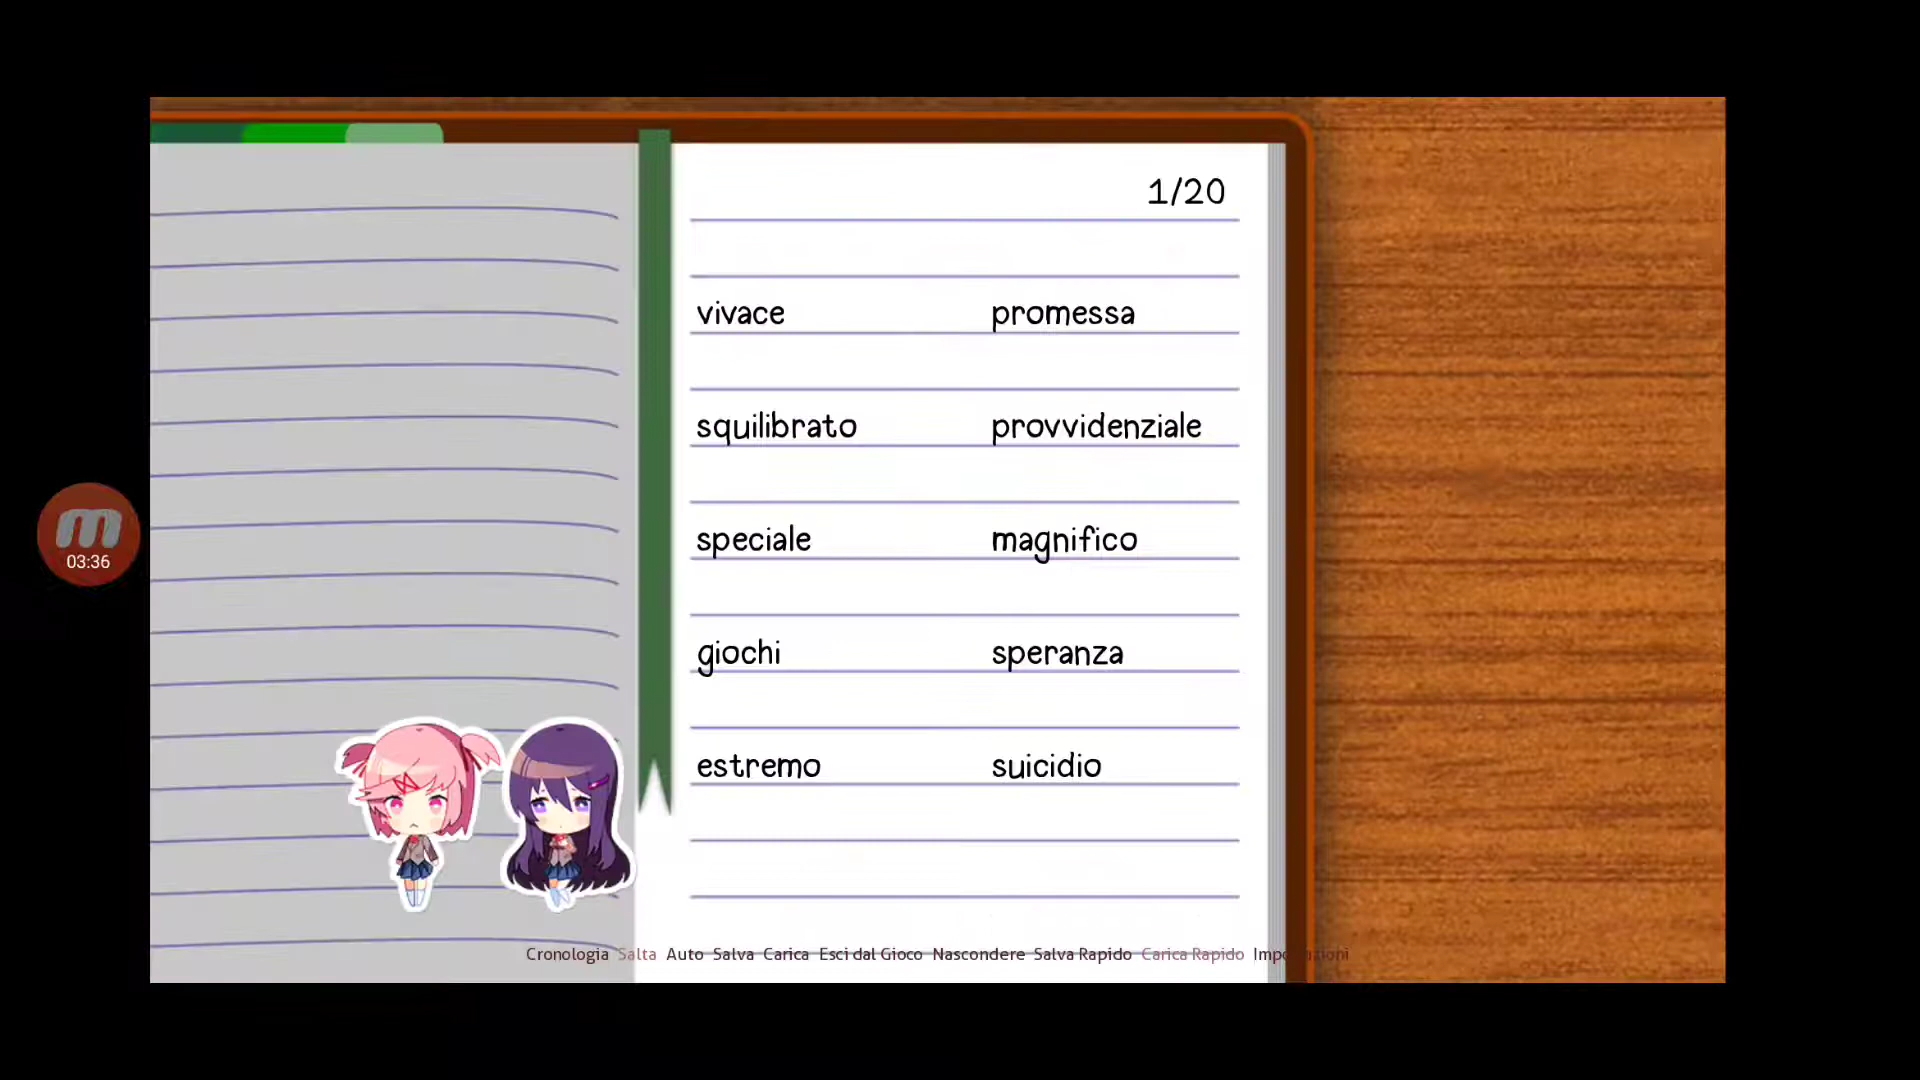 1/20
vivace promessa
squilibrato provvidenziale
speciale magnifico
giochi speranza
estremo suicidio
03:36
Cronologia Salta Auto Salva Carica Esci dal Gioco Nascondere Salva Rapido Carica Rapido